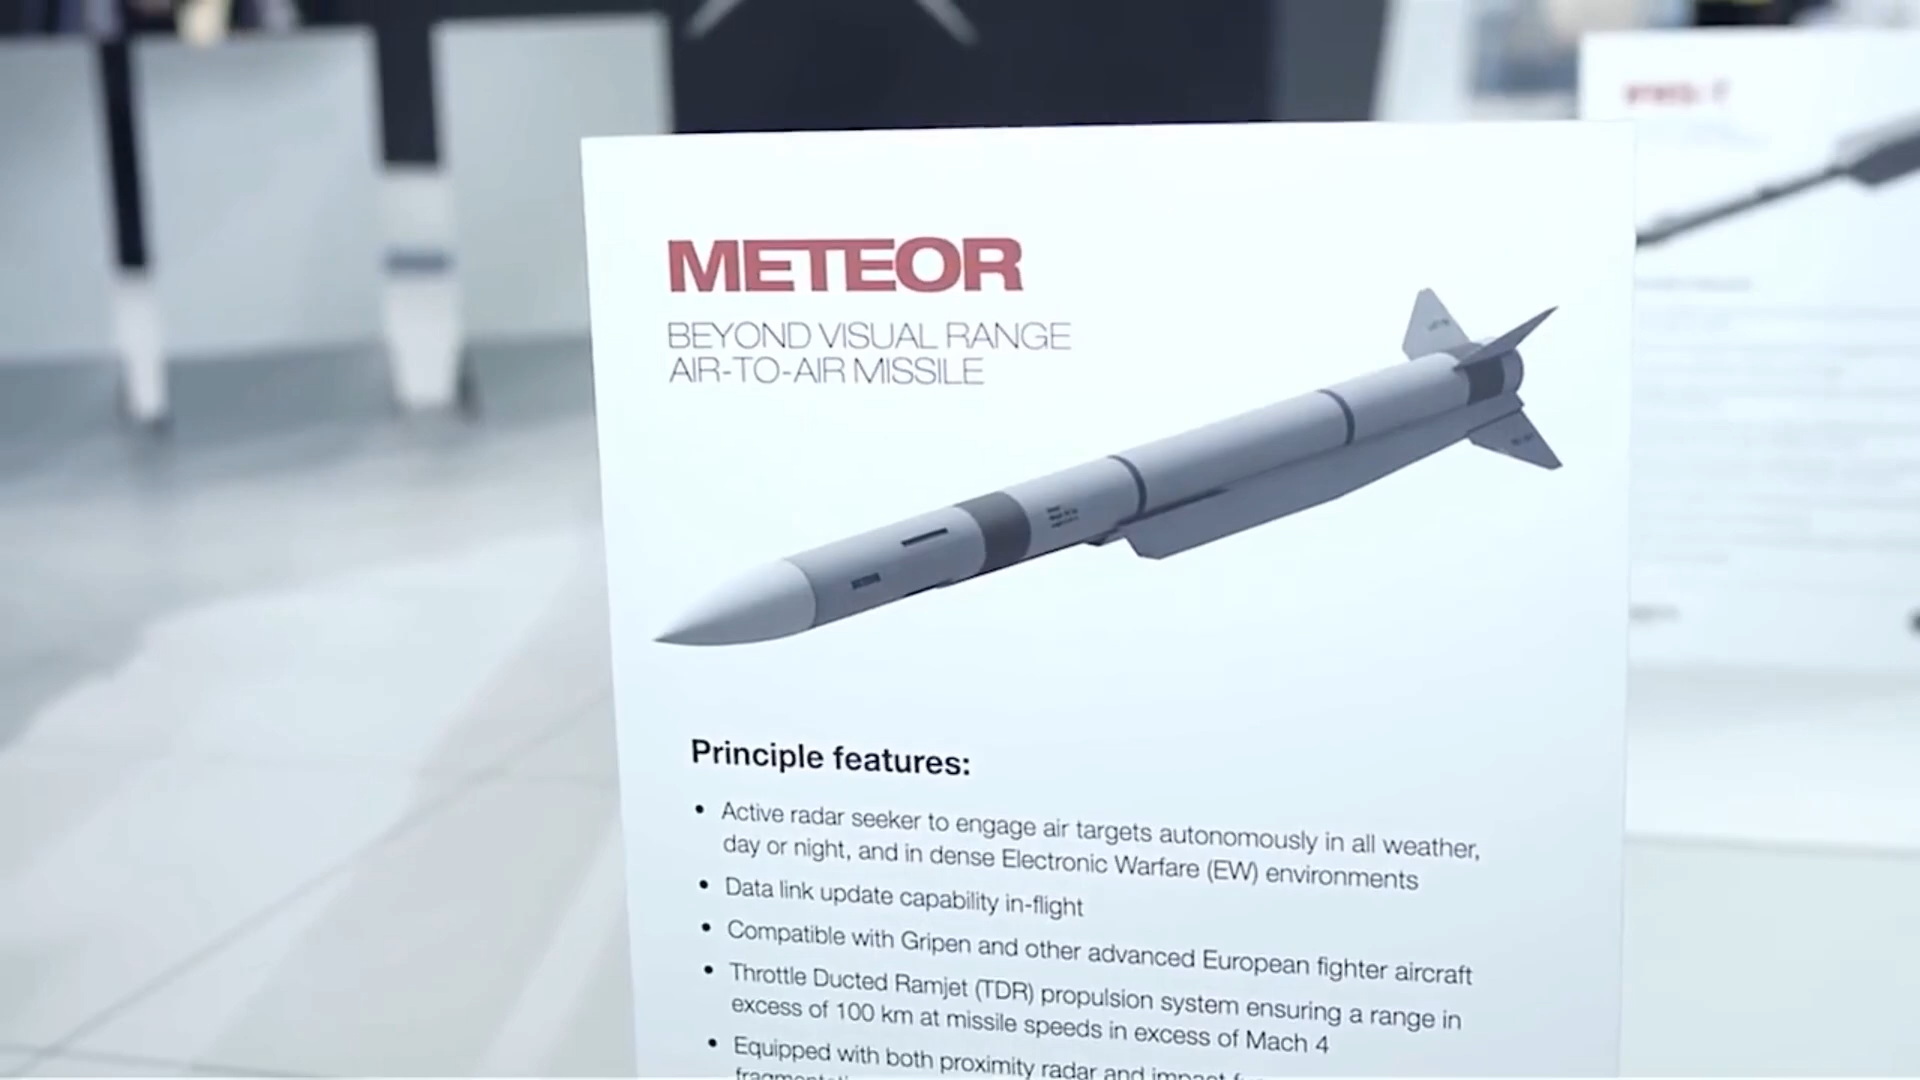 METEOR
BEYOND VISUAL RANGE
AIR-TO-AIR MISSILE
METEOR
Principle features:
• Active radar seeker to engage air targets autonomously in all weather,
day or night, and in dense Electronic Warfare (EW) environments
• Data link update capability in-flight
• Compatible with Gripen and other advanced European fighter aircraft
• Throttle Ducted Ramjet (TDR) propulsion system ensuring a range in
excess of 100 km at missile speeds in excess of Mach 4
• Equipped with both proximity radar and impact